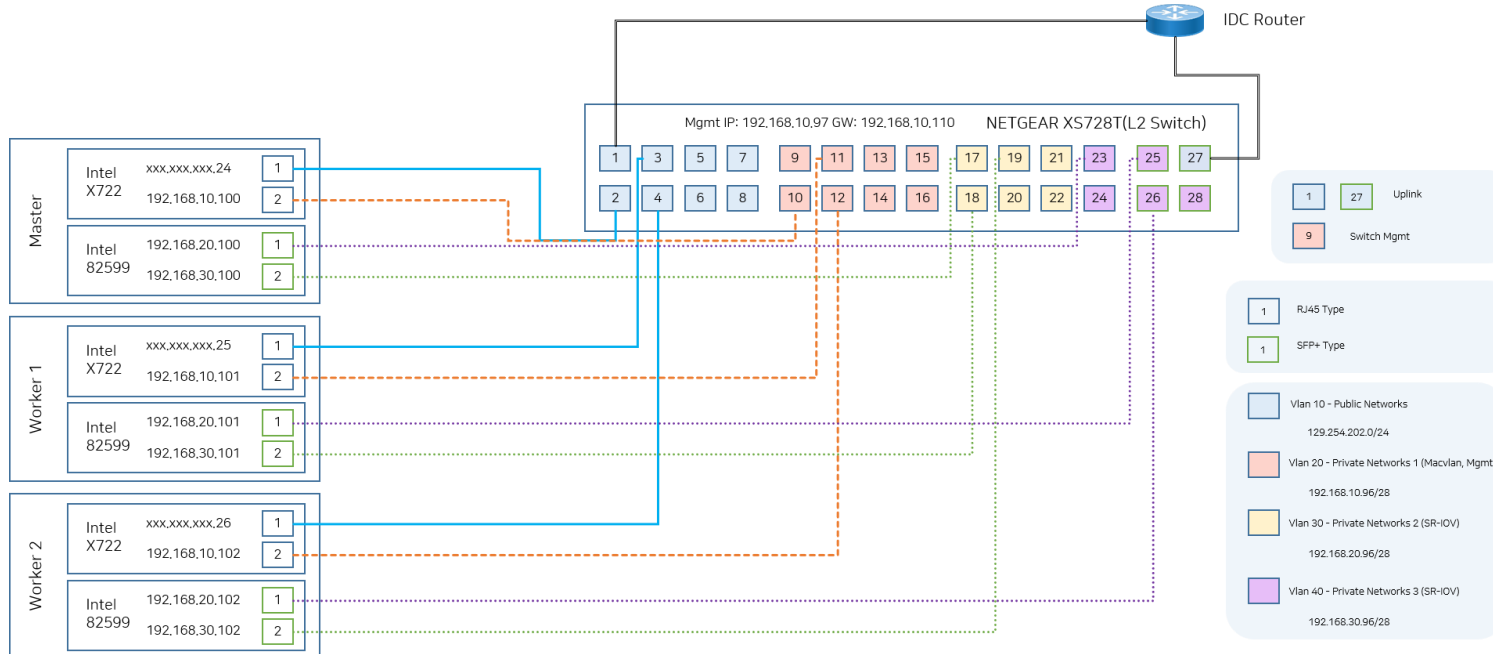 IDC Router
Mgmt IP: 192.168.10.97 GW: 192.168.10.110
NETGEAR XS728T(L2 Switch)
1 3 5 7 9 11 13 15 17 19 21 23 25 27
2 4 6 8 10 12 14 16 18 20 22 24 26 28
Master
Intel
X722
xxx.xxx.xxx.24 1
192.168.10.100 2
Intel
82599
192.168.20.100 1
192.168.30.100 2
Worker 1
Intel
X722
xxx.xxx.xxx.25 1
192.168.10.101 2
Intel
82599
192.168.20.101 1
192.168.30.101 2
Worker 2
Intel
X722
xxx.xxx.xxx.26 1
192.168.10.102 2
Intel
82599
192.168.20.102 1
192.168.30.102 2
1 27 Uplink
9 Switch Mgmt
1 RJ45 Type
1 SFP+ Type
Vlan 10 - Public Networks
129.254.202.0/24
Vlan 20 - Private Networks 1 (Macvlan, Mgmt
192.168.10.96/28
Vlan 30 - Private Networks 2 (SR-IOV)
192.168.20.96/28
Vlan 40 - Private Networks 3 (SR-IOV)
192.168.30.96/28